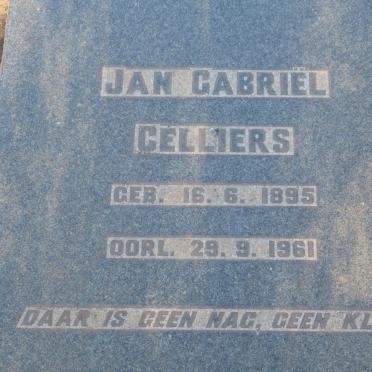 JAN GABRIËL
CELLIERS
GEB. 16. 6. 1895
OORL. 29. 9. 1961
DAAR IS GEEN NAG, GEEN